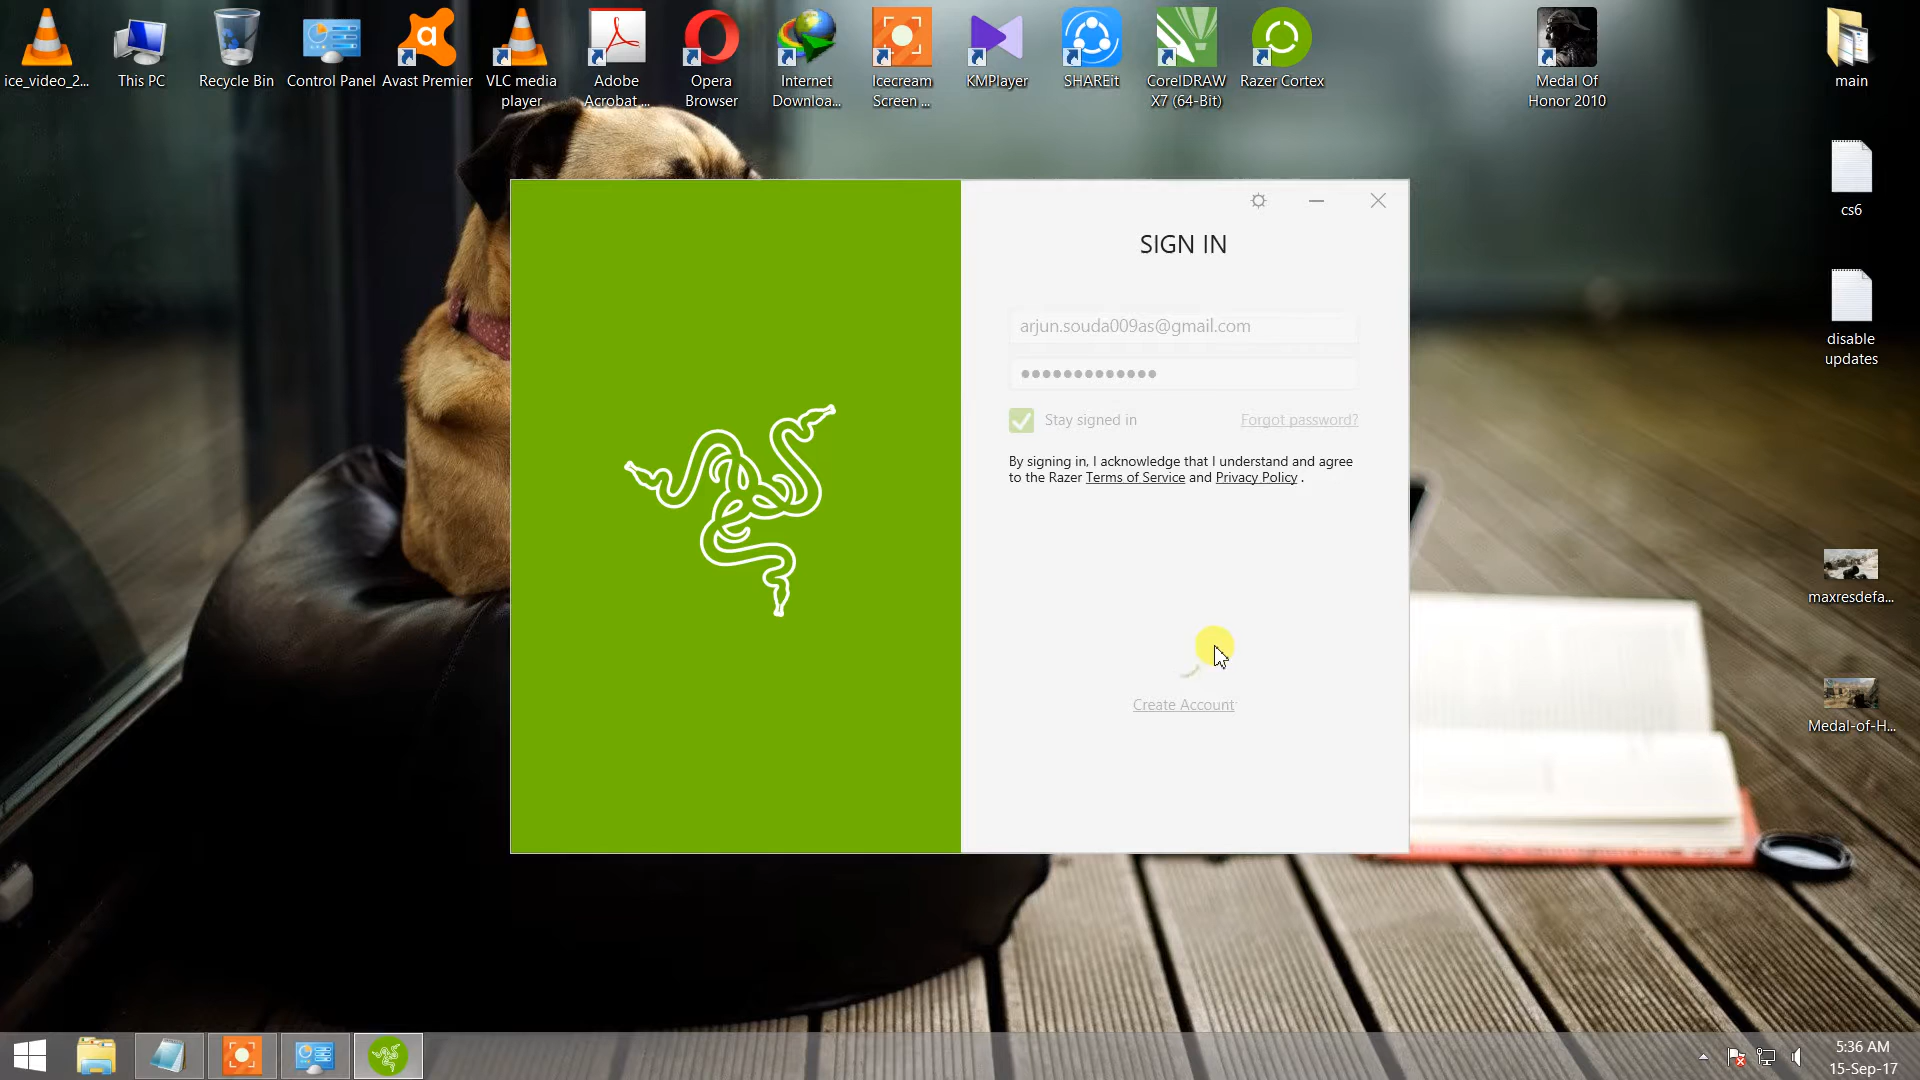 ice_video_2...
This PC
Recycle Bin
Control Panel
Avast Premier
VLC media
player
Adobe
Acrobat ...
Opera
Browser
Internet
Downloa...
Icecream
Screen ...
KMPlayer
SHAREit
CorelDRAW
X7 (64-Bit)
Razer Cortex
Medal Of
Honor 2010
main
cs6
disable
updates
maxresdefa...
Medal-of-H...
SIGN IN
arjun.souda009as@gmail.com
Stay signed in
Forgot password?
By signing in, I acknowledge that I understand and agree
to the Razer Terms of Service and Privacy Policy .
Create Account
5:36 AM
15-Sep-17